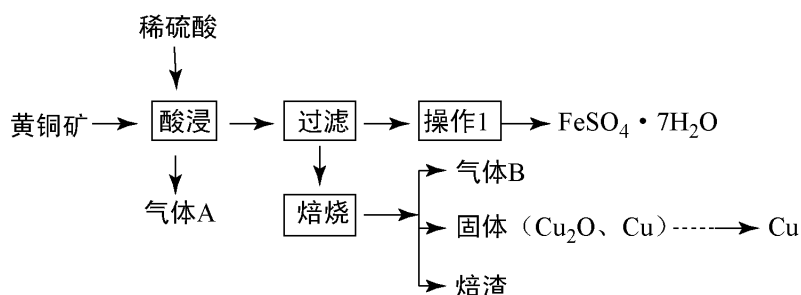 稀硫酸
黄铜矿 酸浸 过滤 操作1 FeSO₄·7H₂O
气体A 焙烧 气体B
固体（Cu₂O、Cu） Cu
焙渣